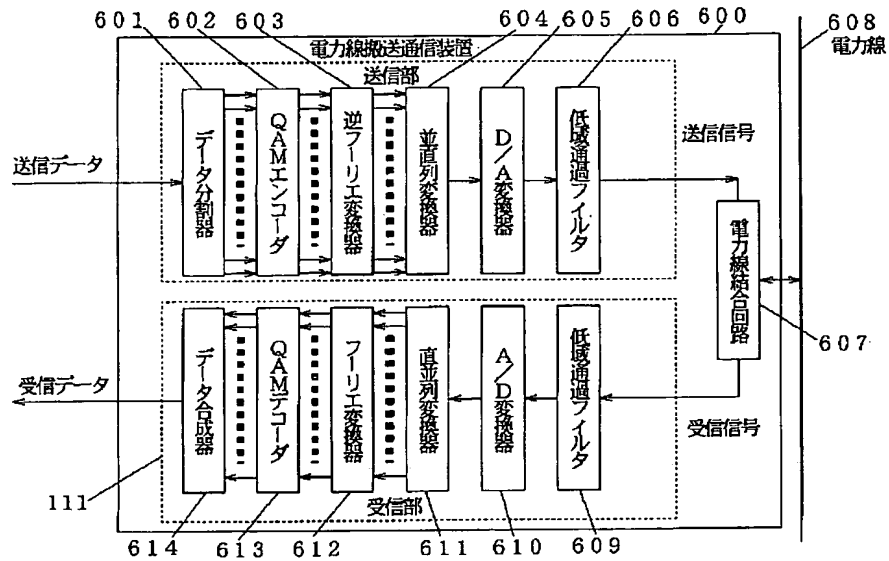 601 602 603 604 605 606 600 608
電力線搬送通信装置
電力線
送信部
送信データ
データ分割器
QAMエンコーダ
逆フーリエ変換器
並直列変換器
D/A変換器
低域通過フィルタ
送信信号
電力線結合回路
607
受信データ
データ合成器
QAMデコーダ
フーリエ変換器
直並列変換器
A/D変換器
低域通過フィルタ
受信信号
111
受信部
614 613 612 611 610 609